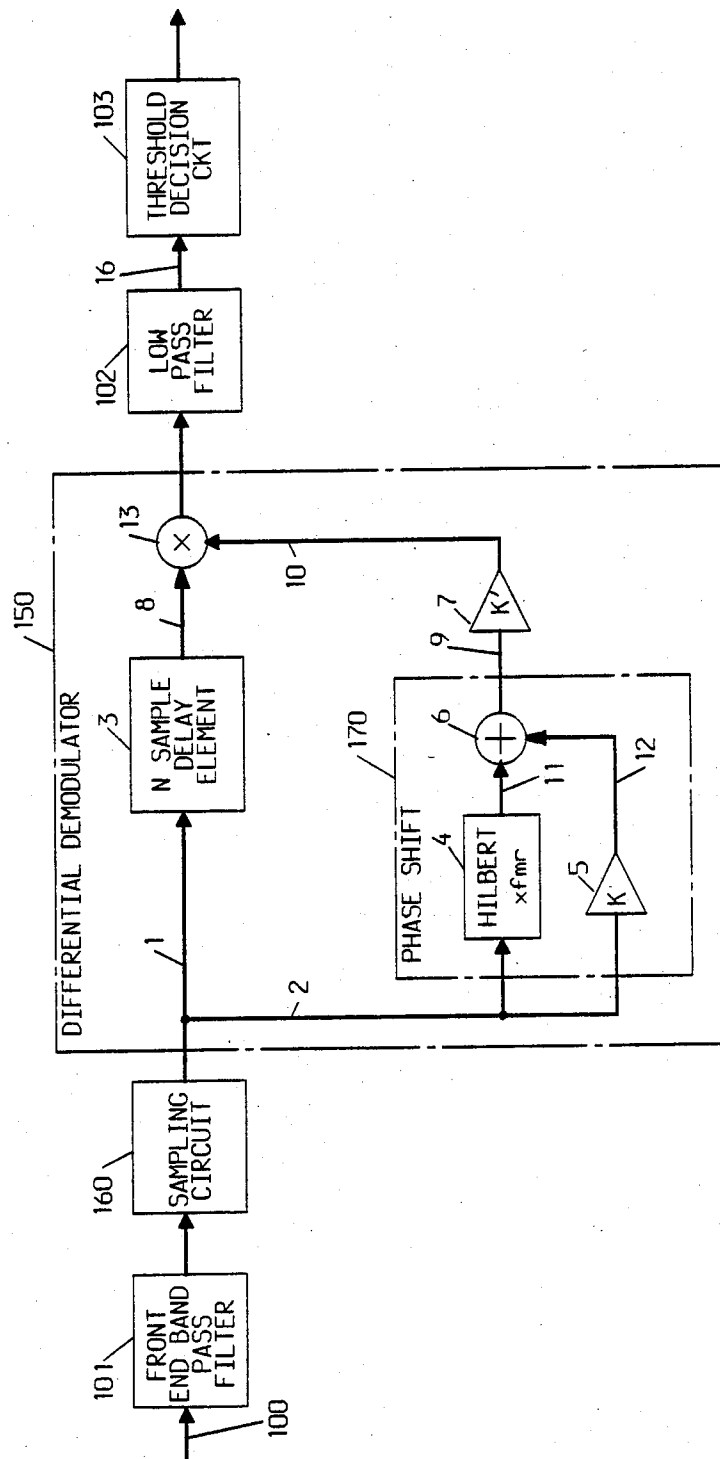 100
101
FRONT
END BAND
PASS
FILTER
160
SAMPLING
CIRCUIT
150
DIFFERENTIAL DEMODULATOR
1
2
3
N SAMPLE
DELAY
ELEMENT
8
13
×
10
170
PHASE SHIFT
4
HILBERT
xfmr
11
6
+
5
K
12
9
7
K'
102
LOW
PASS
FILTER
16
103
THRESHOLD
DECISION
CKT